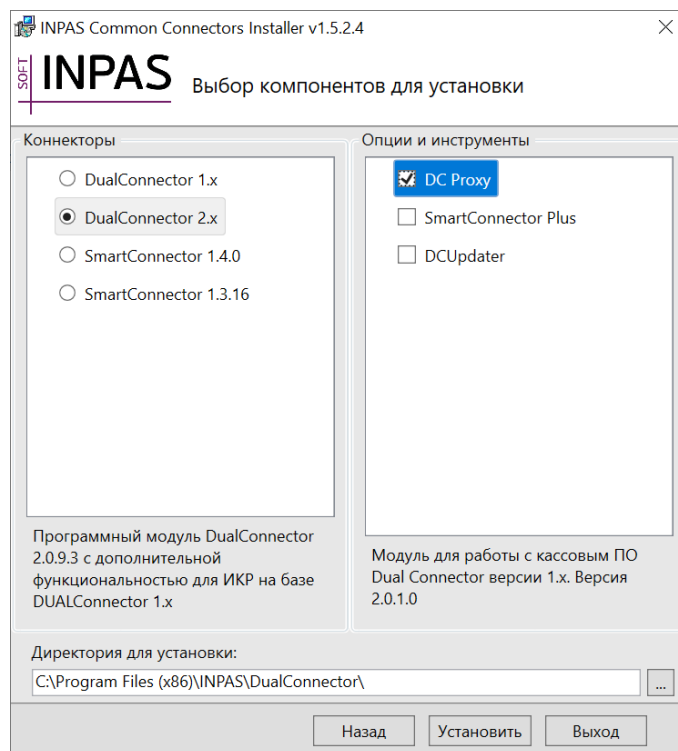 INPAS Common Connectors Installer v1.5.2.4
SOFT
INPAS
Выбор компонентов для установки
Коннекторы
DualConnector 1.x
DualConnector 2.x
SmartConnector 1.4.0
SmartConnector 1.3.16
Программный модуль DualConnector
2.0.9.3 с дополнительной
функциональностью для ИКР на базе
DUALConnector 1.x
Опции и инструменты
DC Proxy
SmartConnector Plus
DCUpdater
Модуль для работы с кассовым ПО
Dual Connector версии 1.x. Версия
2.0.1.0
Директория для установки:
C:\Program Files (x86)\INPAS\DualConnector\
...
Назад
Установить
Выход